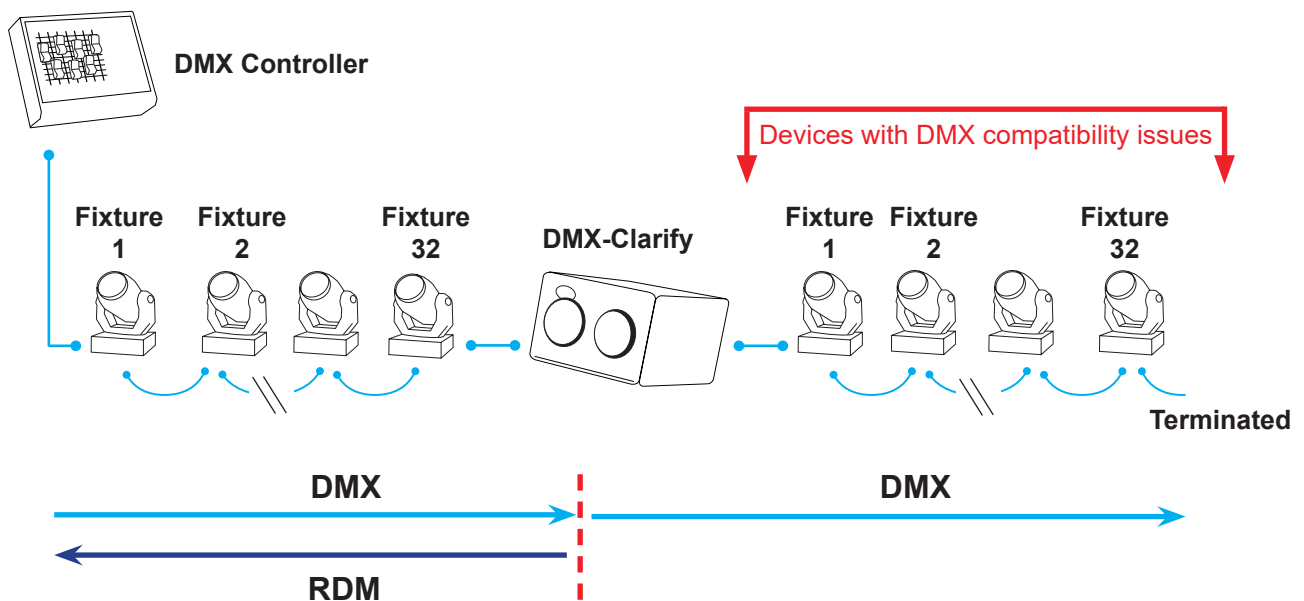 DMX Controller
Devices with DMX compatibility issues
Fixture
1
Fixture
2
Fixture
32
DMX-Clarify
Fixture
1
Fixture
2
Fixture
32
Terminated
DMX
DMX
RDM